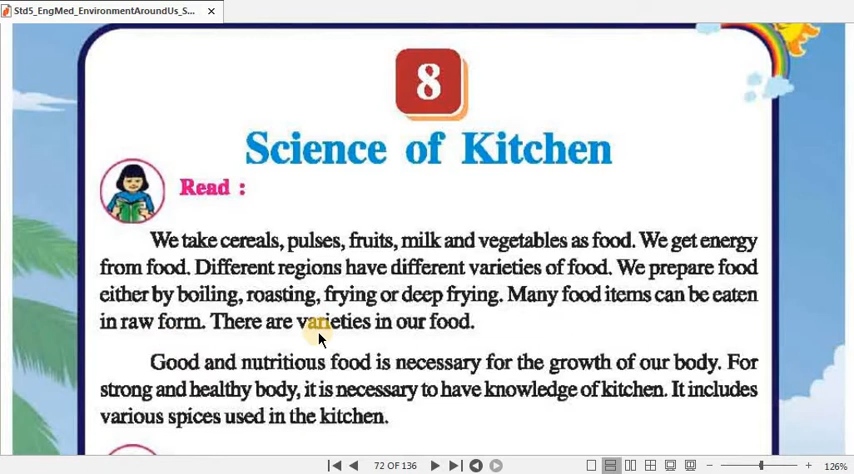 Std5_EngMed_EnvironmentAroundUs_S...
8
Science of Kitchen
Read :
We take cereals, pulses, fruits, milk and vegetables as food. We get energy
from food. Different regions have different varieties of food. We prepare food
either by boiling, roasting, frying or deep frying. Many food items can be eaten
in raw form. There are varieties in our food.
Good and nutritious food is necessary for the growth of our body. For
strong and healthy body, it is necessary to have knowledge of kitchen. It includes
various spices used in the kitchen.
72 OF 136
126%